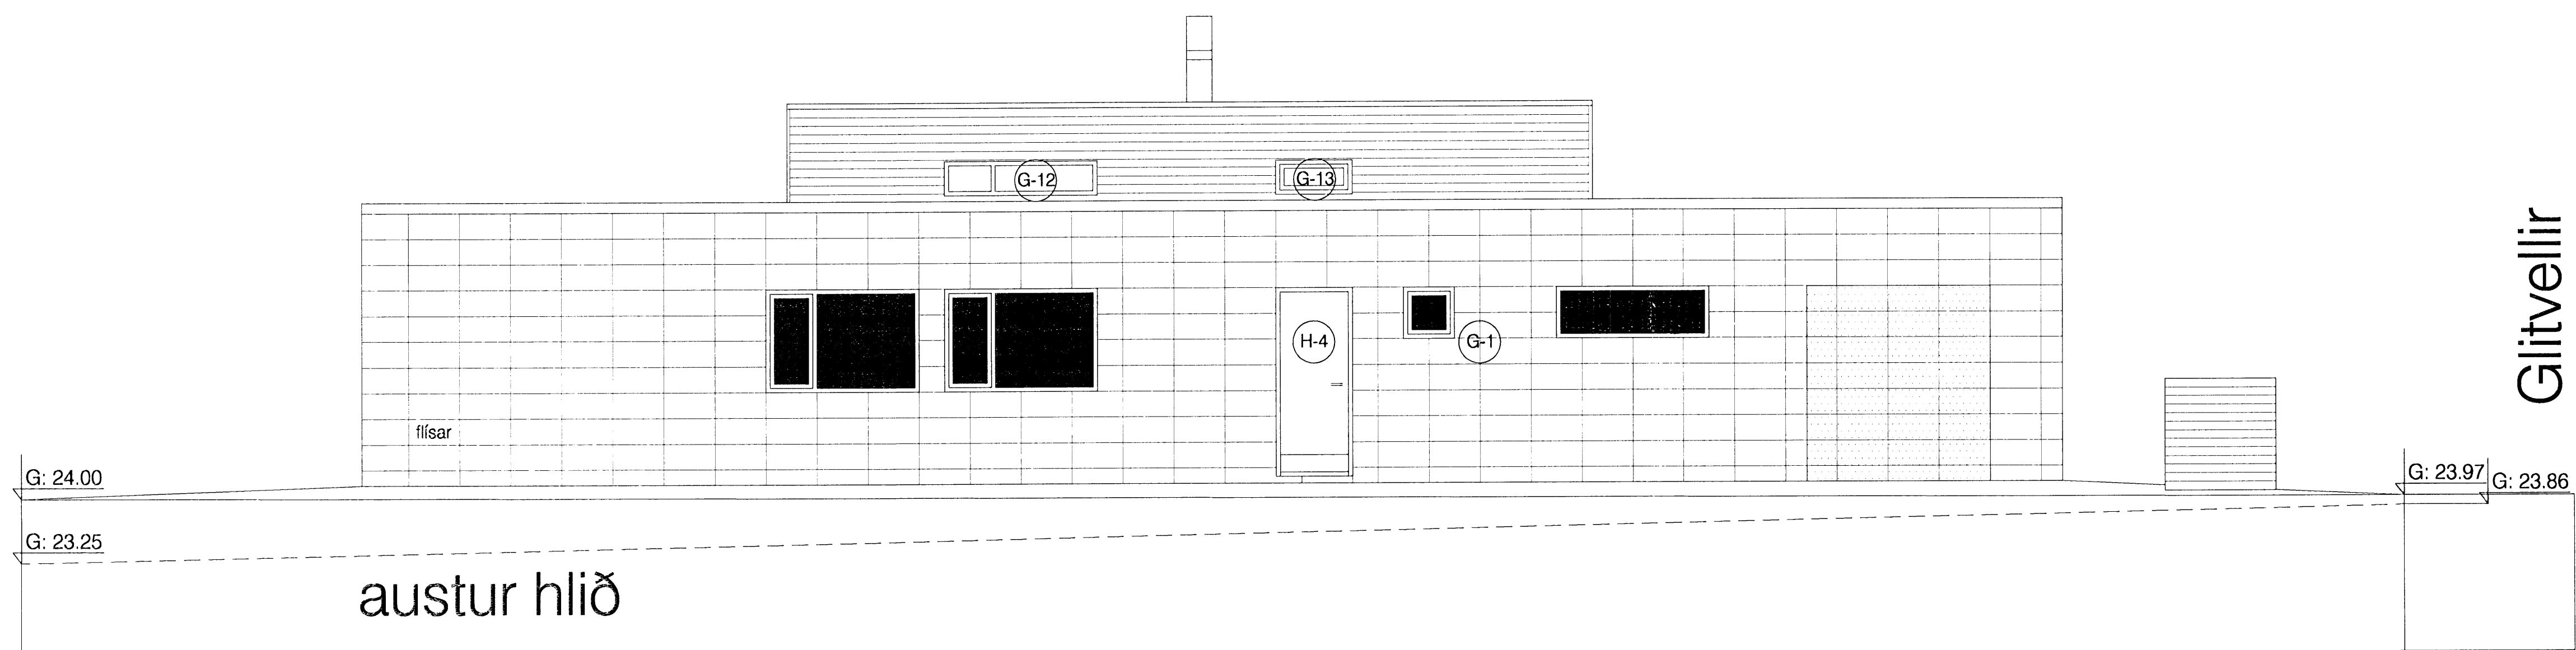 G-12
G-13
Glitvellir
H-4
G-1
flísar
G: 24.00
G: 23.97
G: 23.86
G: 23.25
austur hlið